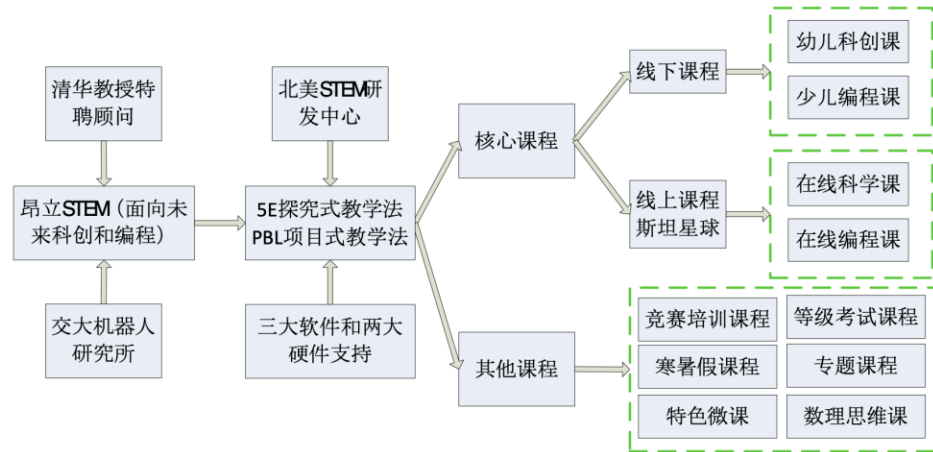 清华教授特
聘顾问
昂立STEM（面向未
来科创和编程）
交大机器人
研究所
北美STEM研
发中心
5E探究式教学法
PBL项目式教学法
三大软件和两大
硬件支持
核心课程
其他课程
线下课程
线上课程
斯坦星球
幼儿科创课
少儿编程课
在线科学课
在线编程课
竞赛培训课程
等级考试课程
寒暑假课程
专题课程
特色微课
数理思维课